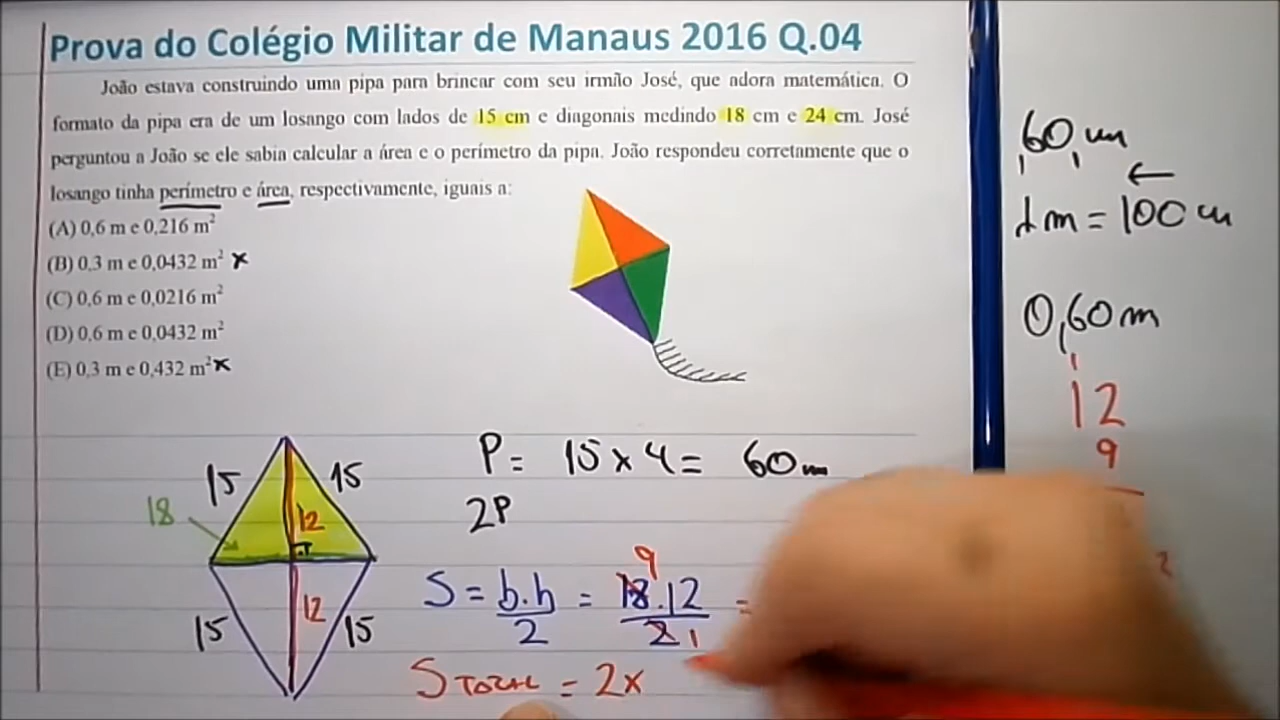 Prova do Colégio Militar de Manaus 2016 Q.04
João estava construindo uma pipa para brincar com seu irmão José, que adora matemática. O
formato da pipa era de um losango com lados de 15 cm e diagonais medindo 18 cm e 24 cm. José
perguntou a João se ele sabia calcular a área e o perímetro da pipa. João respondeu corretamente que o
losango tinha perímetro e área, respectivamente, iguais a:
(A) 0,6 m e 0,216 m²
(B) 0,3 m e 0,0432 m² x
(C) 0,6 m e 0,0216 m²
(D) 0,6 m e 0,0432 m²
(E) 0,3 m e 0,432 m² x
,60,cm
1m = 100 cm
0,60m
1
12
9
15 15
18
12
15 12 15
P = 15 x 4 = 60 cm
2P
9
S = b.h = 18.12 =
2 2 1
S TOTAL = 2x